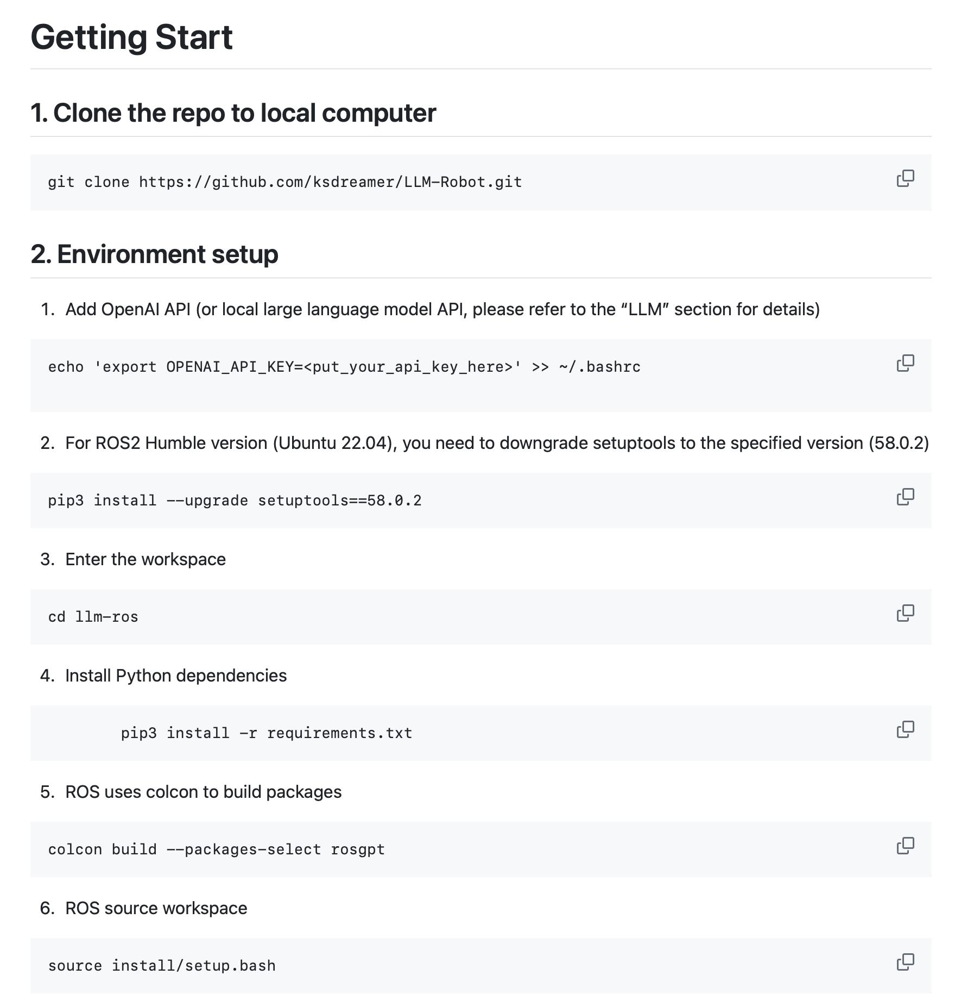 Getting Start
1. Clone the repo to local computer
git clone https://github.com/ksdreamer/LLM-Robot.git
2. Environment setup
1. Add OpenAI API (or local large language model API, please refer to the “LLM” section for details)
echo 'export OPENAI_API_KEY=<put_your_api_key_here>' >> ~/.bashrc
2. For ROS2 Humble version (Ubuntu 22.04), you need to downgrade setuptools to the specified version (58.0.2)
pip3 install --upgrade setuptools==58.0.2
3. Enter the workspace
cd llm-ros
4. Install Python dependencies
pip3 install -r requirements.txt
5. ROS uses colcon to build packages
colcon build --packages-select rosgpt
6. ROS source workspace
source install/setup.bash